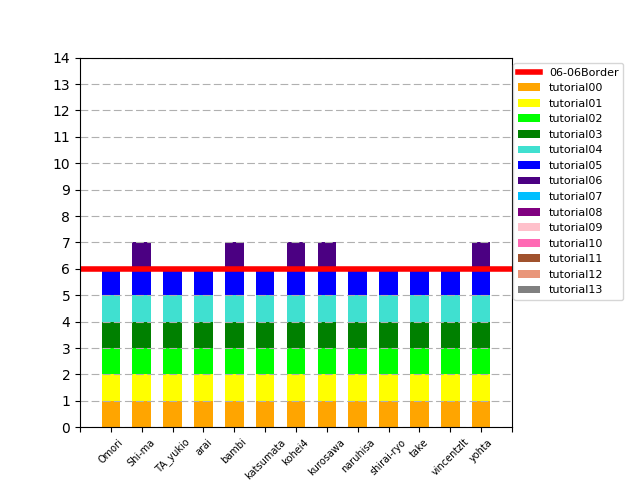 14
13
12
11
10
9
8
7
6
5
4
3
2
1
0
Omori
Shi-ma
TA_yukio
arai
bambi
katsumata
kohei4
kurosawa
naruhisa
shirai-ryo
take
vincentzlt
yohta
06-06Border
tutorial00
tutorial01
tutorial02
tutorial03
tutorial04
tutorial05
tutorial06
tutorial07
tutorial08
tutorial09
tutorial10
tutorial11
tutorial12
tutorial13